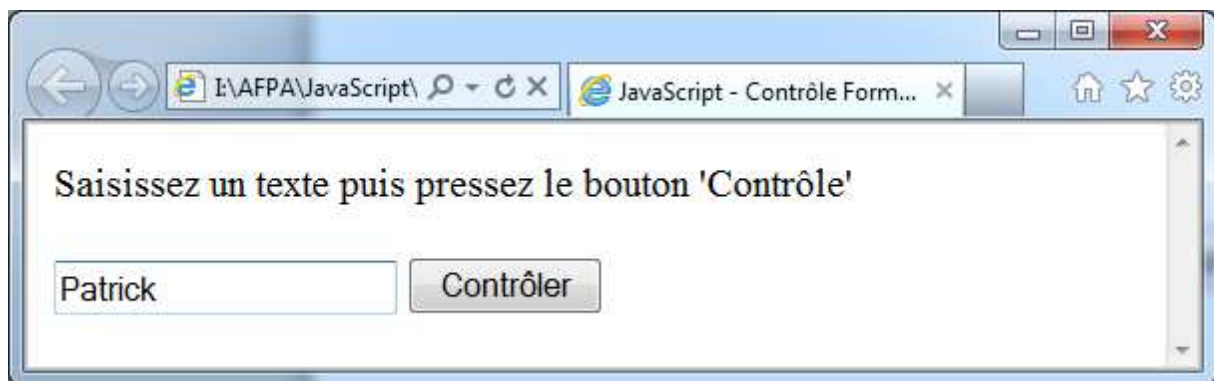 I:\AFPA\JavaScript\
JavaScript - Contrôle Form...
Saisissez un texte puis pressez le bouton 'Contrôle'
Patrick
Contrôler